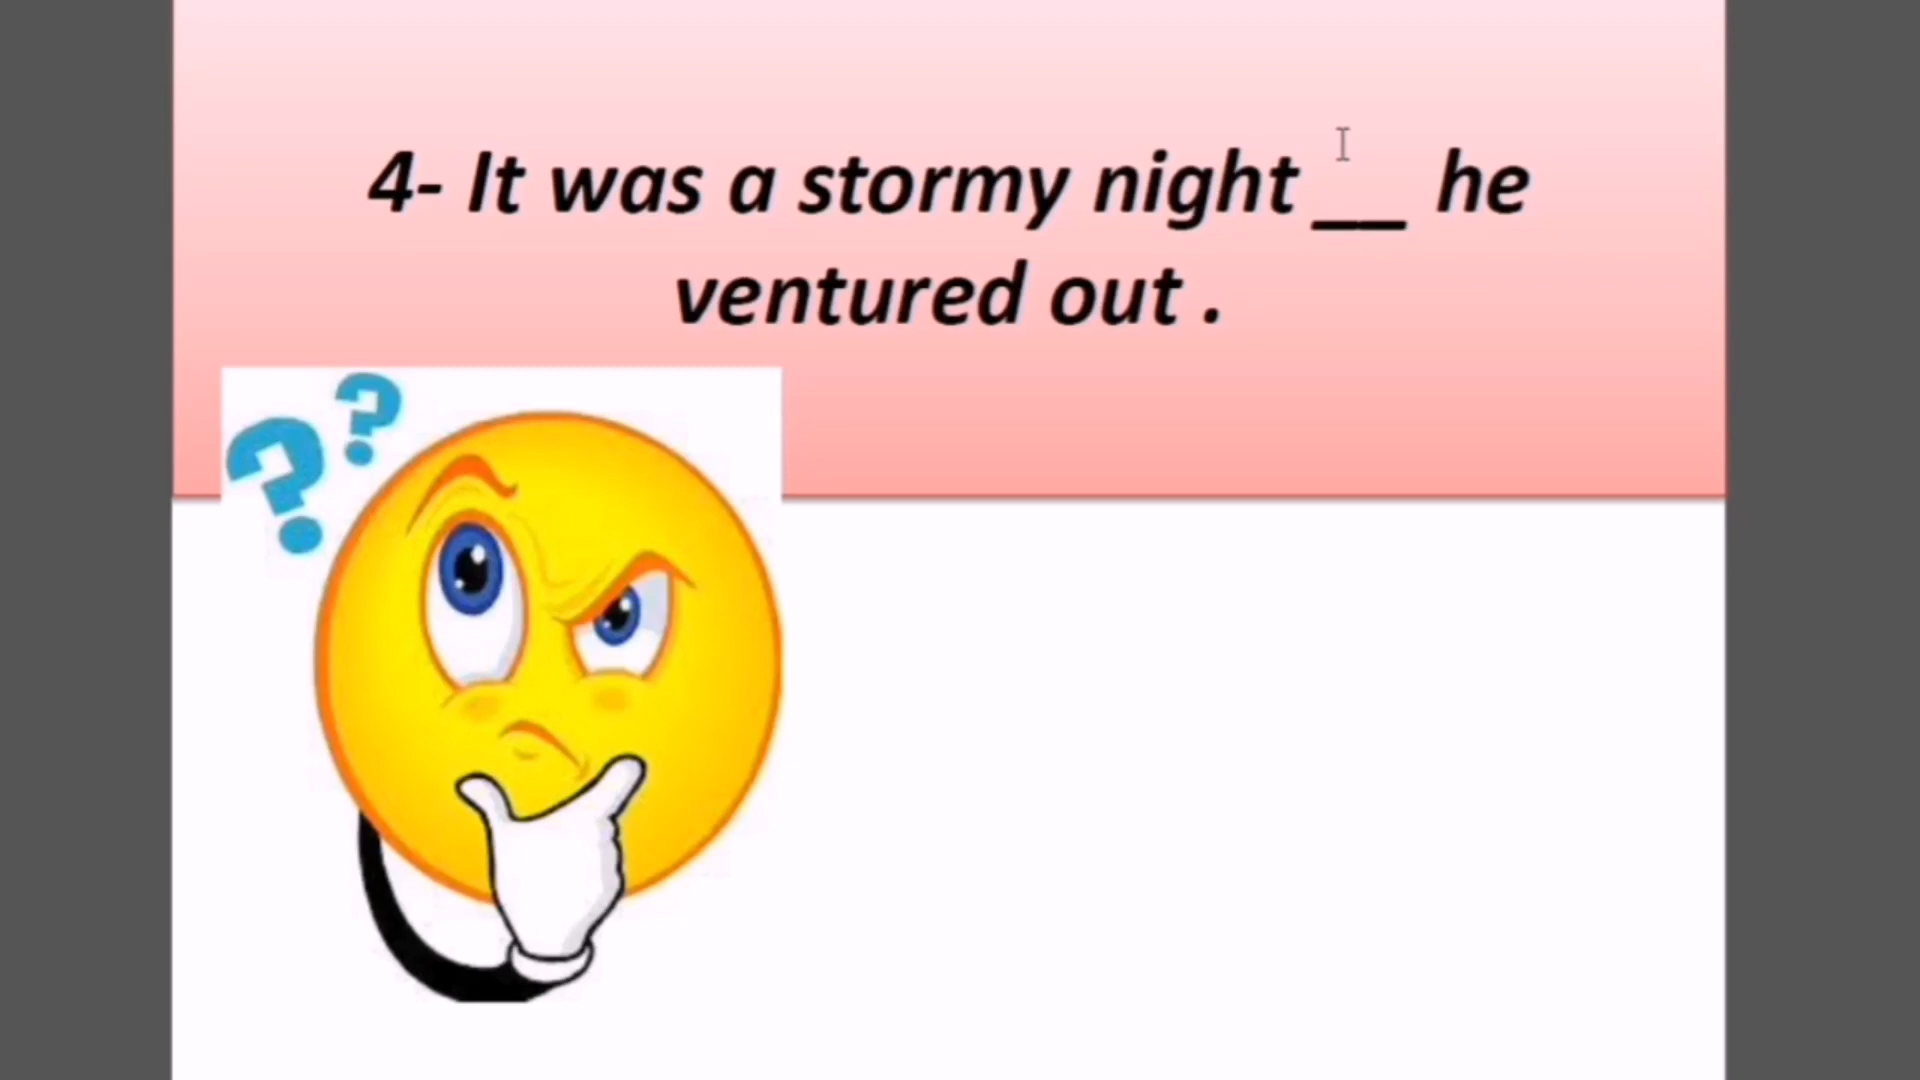 4- It was a stormy night __ he
ventured out .
? ?